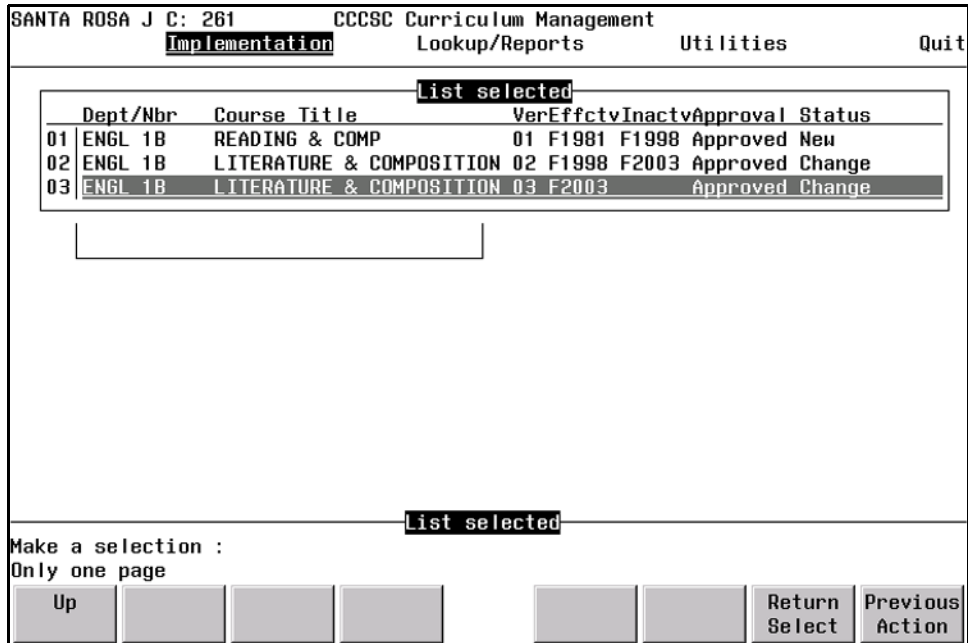 SANTA ROSA J C: 261 CCCSC Curriculum Management
Implementation Lookup/Reports Utilities Quit
List selected
Dept/Nbr Course Title VerEffctvInactvApproval Status
01 ENGL 1B READING & COMP 01 F1981 F1998 Approved New
02 ENGL 1B LITERATURE & COMPOSITION 02 F1998 F2003 Approved Change
03 ENGL 1B LITERATURE & COMPOSITION 03 F2003 Approved Change
List selected
Make a selection :
Only one page
Up Return Previous
Select Action